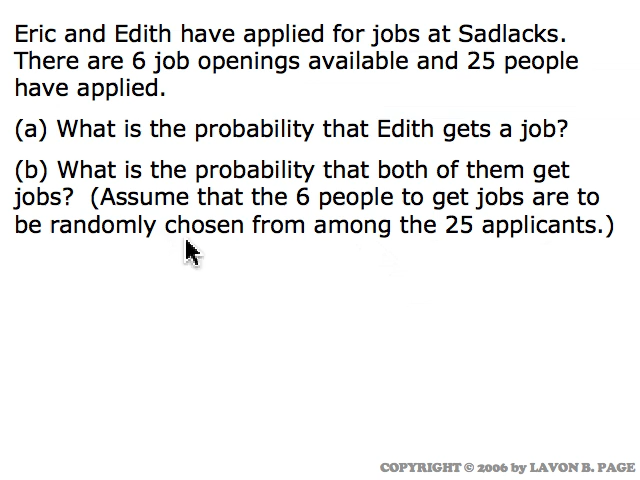 Eric and Edith have applied for jobs at Sadlacks.
There are 6 job openings available and 25 people
have applied.
(a) What is the probability that Edith gets a job?
(b) What is the probability that both of them get
jobs?  (Assume that the 6 people to get jobs are to
be randomly chosen from among the 25 applicants.)
COPYRIGHT © 2006 by LAVON B. PAGE